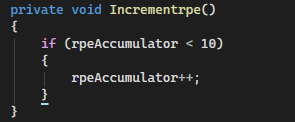 private void Incrementrpe()
{
    if (rpeAccumulator < 10)
    {
        rpeAccumulator++;
    }
}